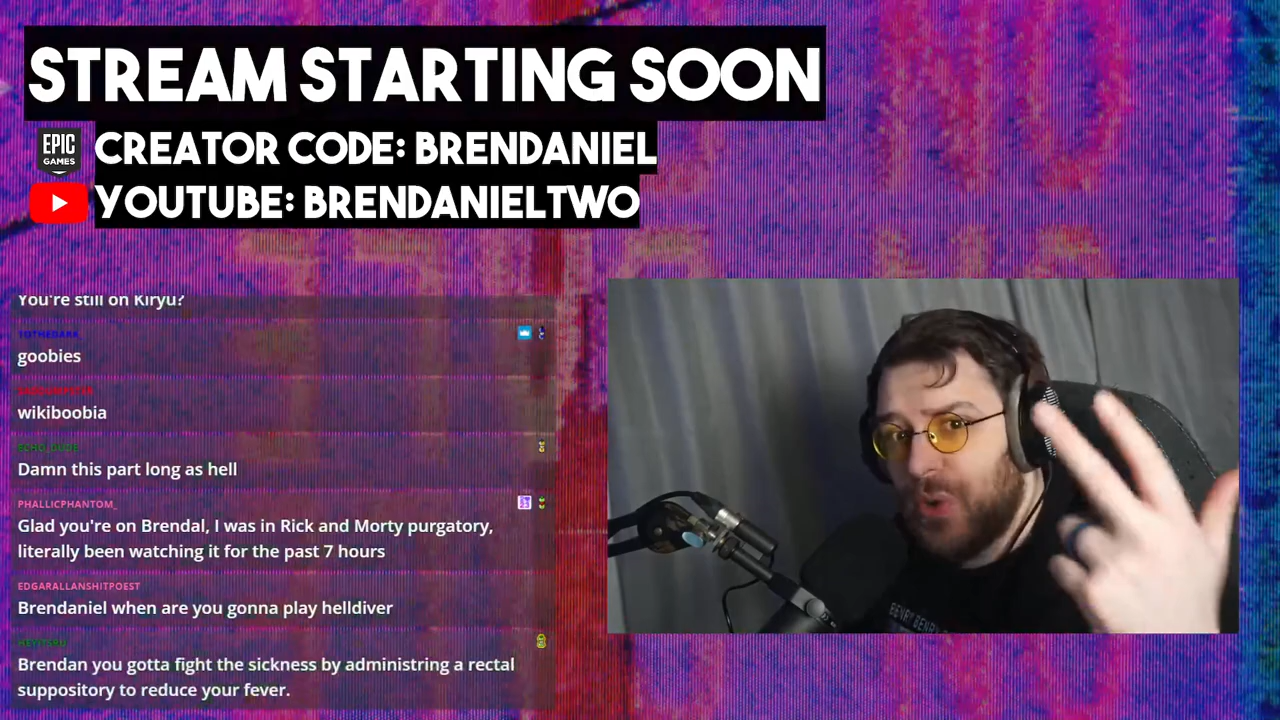 STREAM STARTING SOON
EPIC
GAMES
CREATOR CODE: BRENDANIEL
YOUTUBE: BRENDANIELTWO
You're still on Kiryu?
goobies
wikiboobia
Damn this part long as hell
PHALLICPHANTOM_
Glad you're on Brendal, I was in Rick and Morty purgatory,
literally been watching it for the past 7 hours
EDGARALLANSHITPOEST
Brendaniel when are you gonna play helldiver
Brendan you gotta fight the sickness by administring a rectal
suppository to reduce your fever.
BENRY BENRY